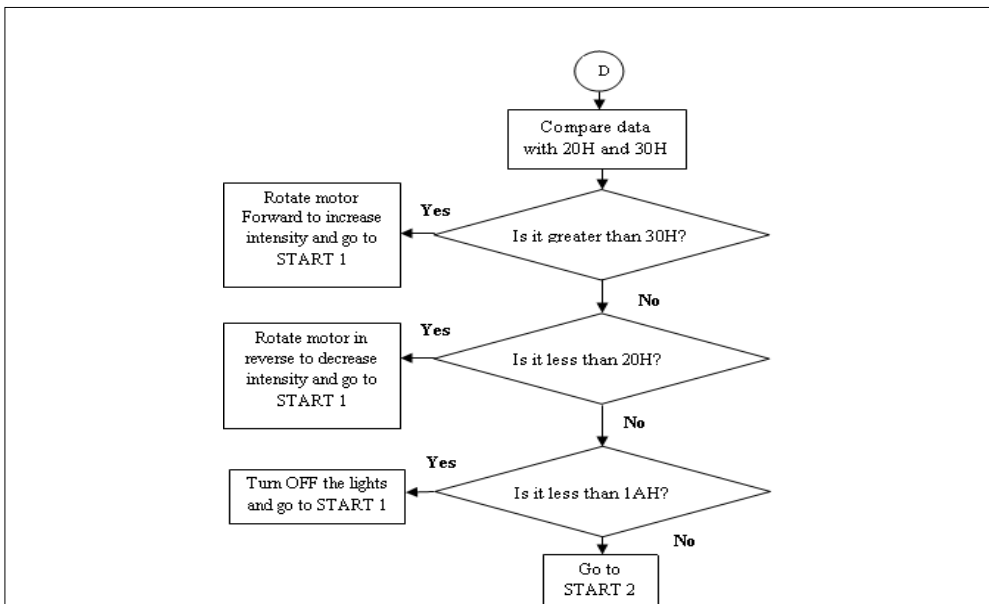 D
Compare data
with 20H and 30H
Rotate motor
Forward to increase
intensity and go to
START 1
Yes
Is it greater than 30H?
No
Rotate motor in
reverse to decrease
intensity and go to
START 1
Yes
Is it less than 20H?
No
Turn OFF the lights
and go to START 1
Yes
Is it less than 1AH?
No
Go to
START 2